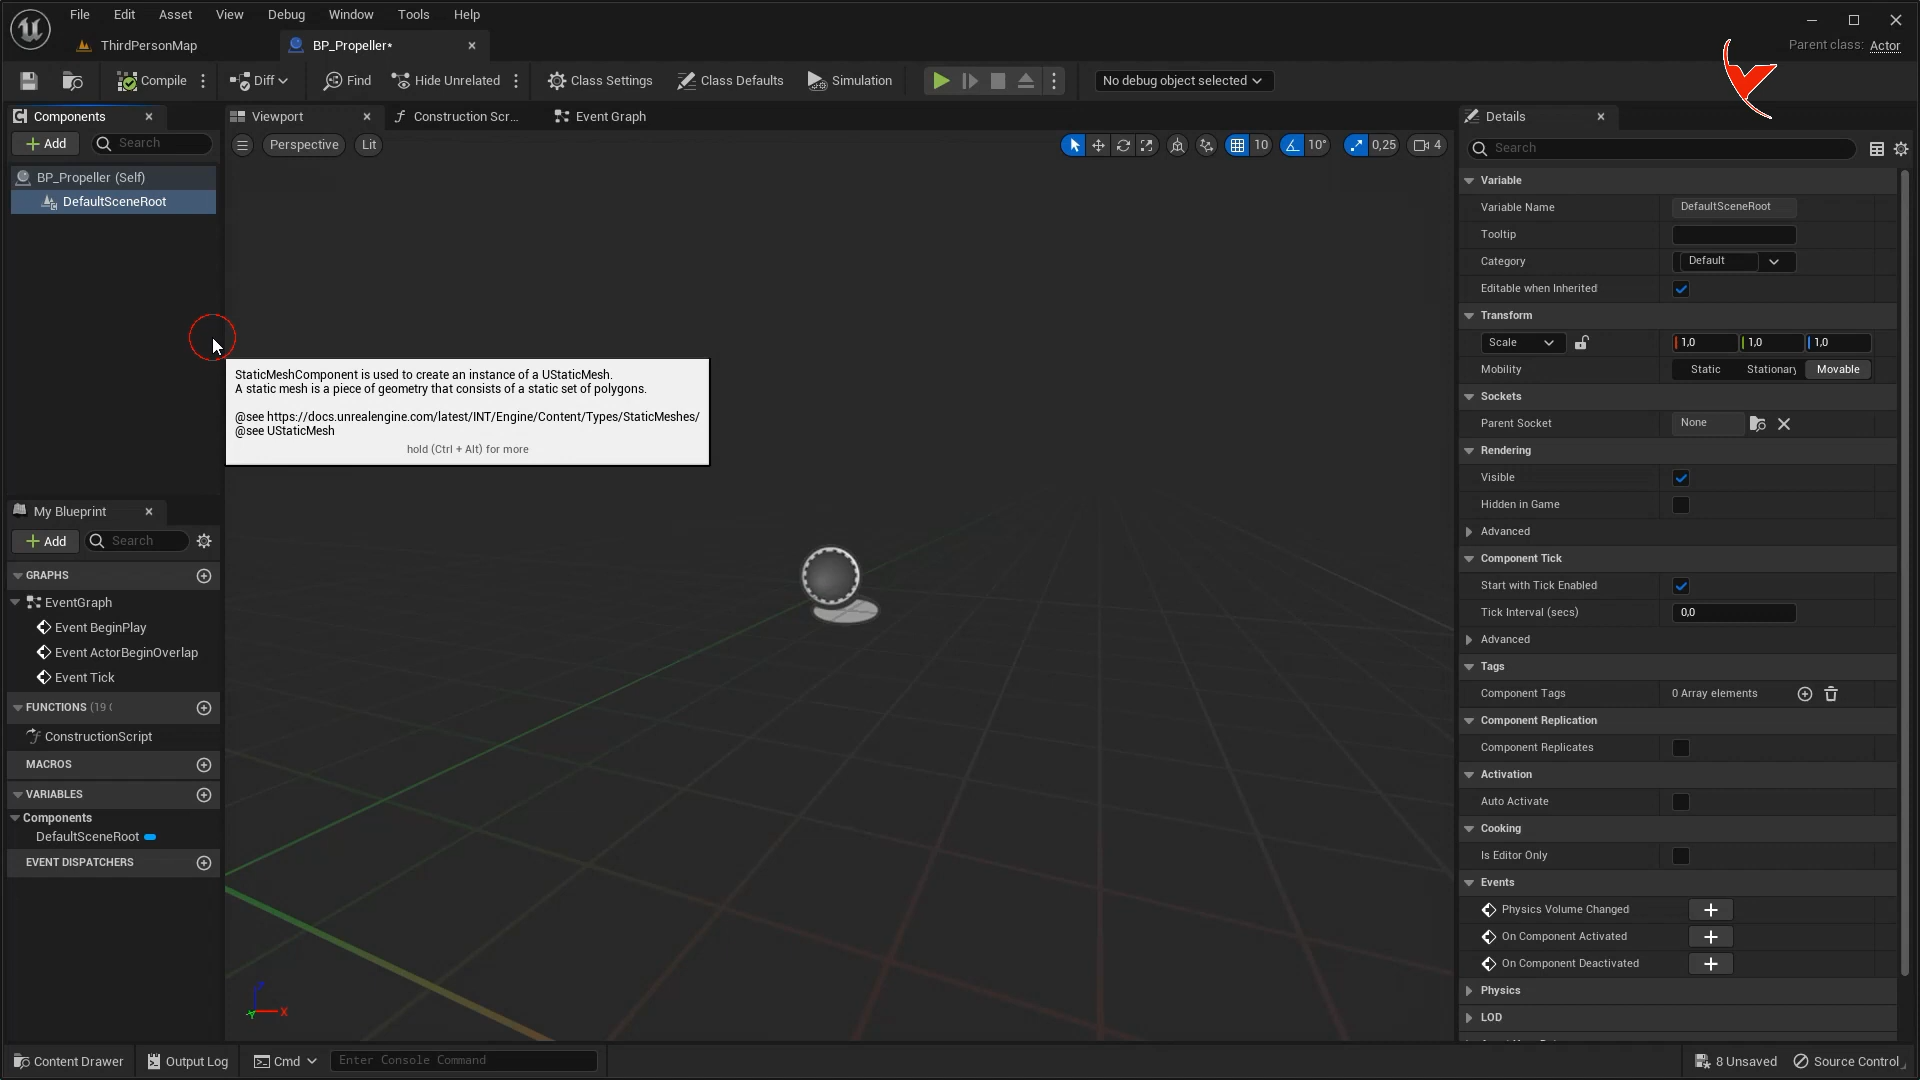 File Edit Asset View Debug Window Tools Help
ThirdPersonMap
BP_Propeller*
Parent class: Actor
Compile
Diff
Find
Hide Unrelated
Class Settings
Class Defaults
Simulation
No debug object selected
Components
Add
Search
BP_Propeller (Self)
DefaultSceneRoot
Viewport
Construction Scr...
Event Graph
Perspective
Lit
10
10°
0,25
4
StaticMeshComponent is used to create an instance of a UStaticMesh.
A static mesh is a piece of geometry that consists of a static set of polygons.
@see https://docs.unrealengine.com/latest/INT/Engine/Content/Types/StaticMeshes/
@see UStaticMesh
hold (Ctrl + Alt) for more
X
My Blueprint
Add
Search
GRAPHS
EventGraph
Event BeginPlay
Event ActorBeginOverlap
Event Tick
FUNCTIONS (19
ConstructionScript
MACROS
VARIABLES
Components
DefaultSceneRoot
EVENT DISPATCHERS
Details
Search
Variable
Variable Name DefaultSceneRoot
Tooltip
Category Default
Editable when Inherited
Transform
Scale 1,0 1,0 1,0
Mobility Static Stationary Movable
Sockets
Parent Socket None
Rendering
Visible
Hidden in Game
Advanced
Component Tick
Start with Tick Enabled
Tick Interval (secs) 0,0
Advanced
Tags
Component Tags 0 Array elements
Component Replication
Component Replicates
Activation
Auto Activate
Cooking
Is Editor Only
Events
Physics Volume Changed
On Component Activated
On Component Deactivated
Physics
LOD
Content Drawer
Output Log
Cmd
Enter Console Command
8 Unsaved
Source Control